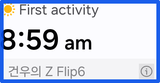 First activity
8:59 am
건우의 Z Flip6